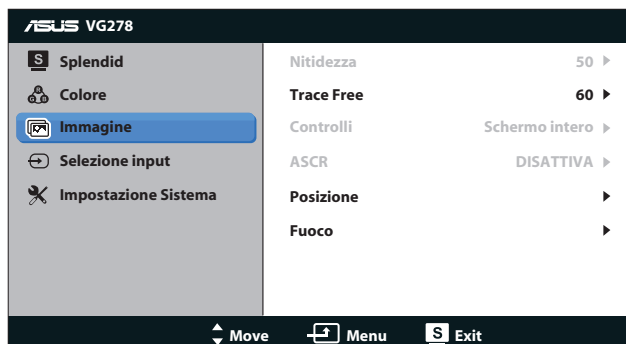 ASUS VG278
S Splendid
R G B Colore
Immagine
Selezione input
Impostazione Sistema
Nitidezza 50
Trace Free 60
Controlli Schermo intero
ASCR DISATTIVA
Posizione
Fuoco
Move Menu S Exit